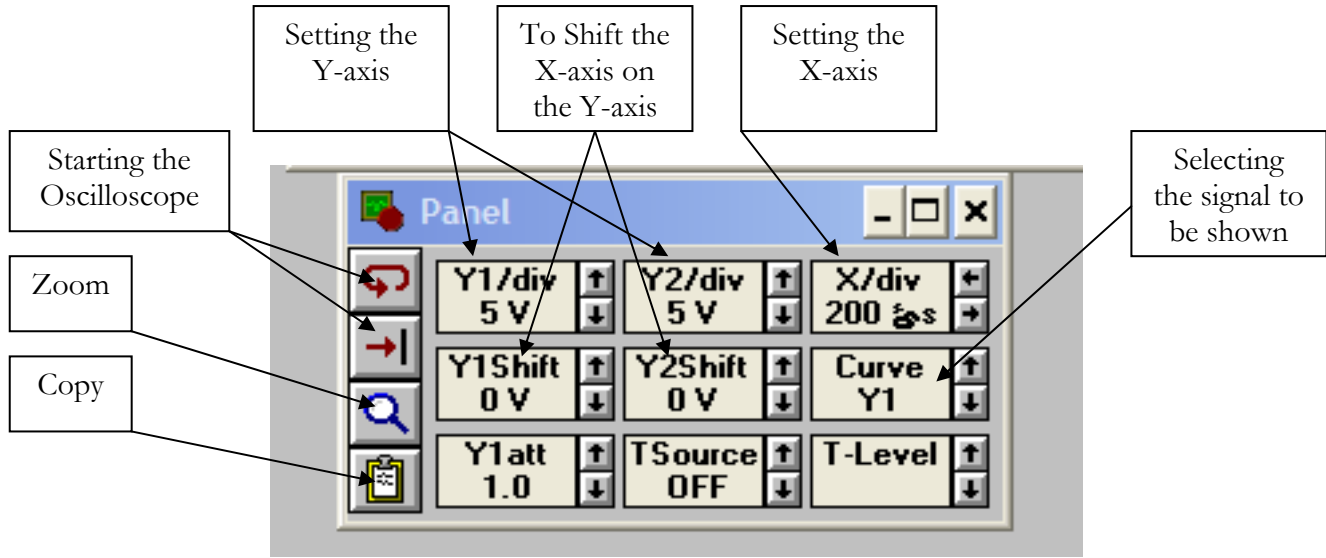 Setting the
Y-axis
To Shift the
X-axis on
the Y-axis
Setting the
X-axis
Starting the
Oscilloscope
Selecting
the signal to
be shown
Zoom
Copy
Panel
Y1/div
5 V
Y2/div
5 V
X/div
200 s
Y1Shift
0 V
Y2Shift
0 V
Curve
Y1
Y1att
1.0
TSource
OFF
T-Level